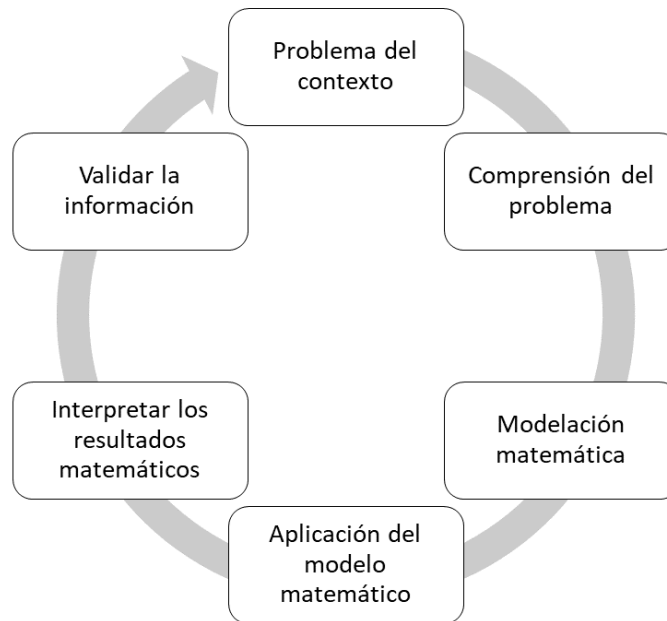 Problema del
contexto
Comprensión del
problema
Modelación
matemática
Aplicación del
modelo
matemático
Interpretar los
resultados
matemáticos
Validar la
información